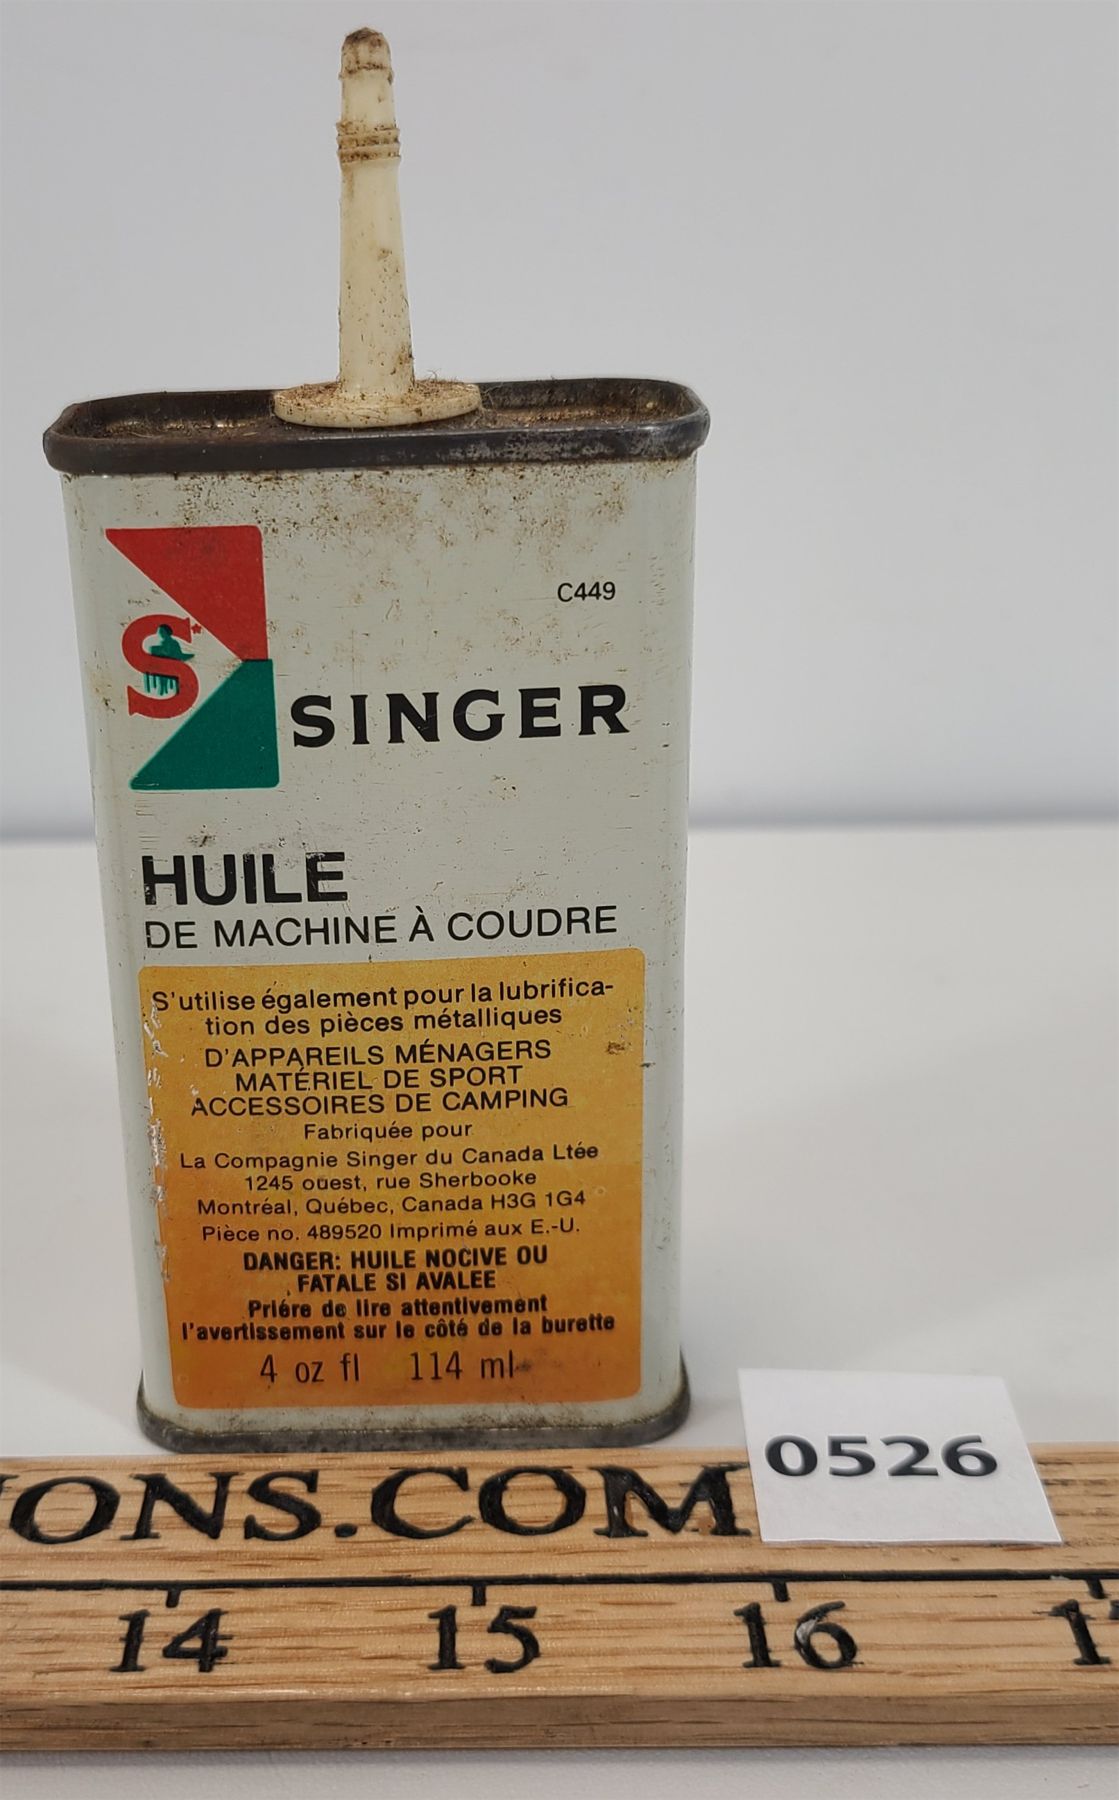 C449
S
SINGER
HUILE
DE MACHINE À COUDRE
S'utilise également pour la lubrifica-
tion des pièces métalliques
D'APPAREILS MÉNAGERS
MATÉRIEL DE SPORT
ACCESSOIRES DE CAMPING
Fabriquée pour
La Compagnie Singer du Canada Ltée
1245 ouest, rue Sherbooke
Montréal, Québec, Canada H3G 1G4
Pièce no. 489520 Imprimé aux E.-U.
DANGER: HUILE NOCIVE OU
FATALE SI AVALEE
Priére de lire attentivement
l'avertissement sur le côté de la burette
4 oz fl 114 ml
0526
IONS.COM
14 15 16